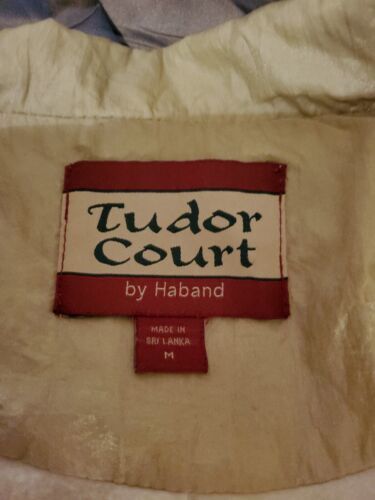 Tudor
Court
by Haband
MADE IN
SRI LANKA
M